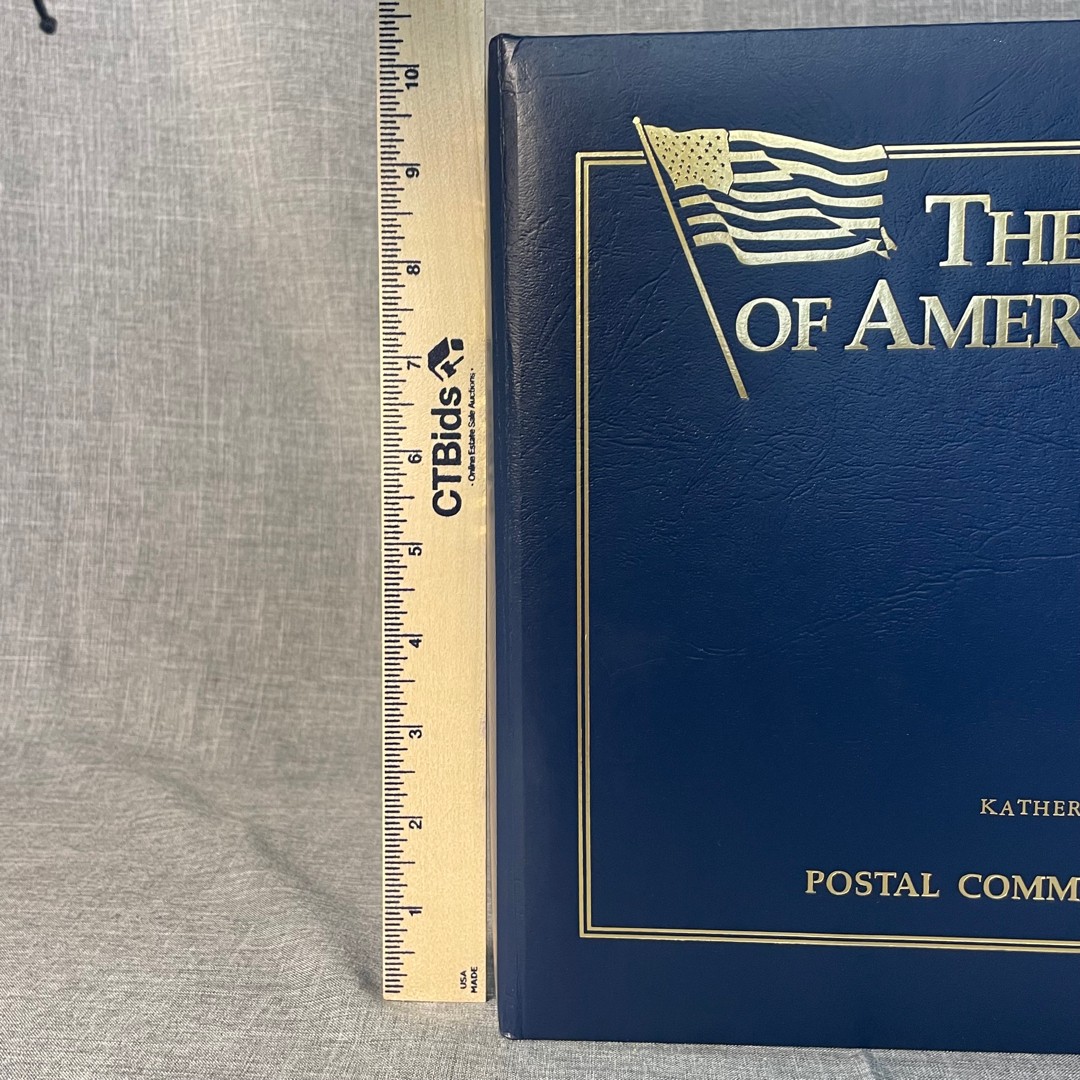 THE
OF AMER
KATHER
POSTAL COMM
10
9
8
7
6
5
4
3
2
1
CTBids
· Online Estate Sale Auctions ·
USA
MADE